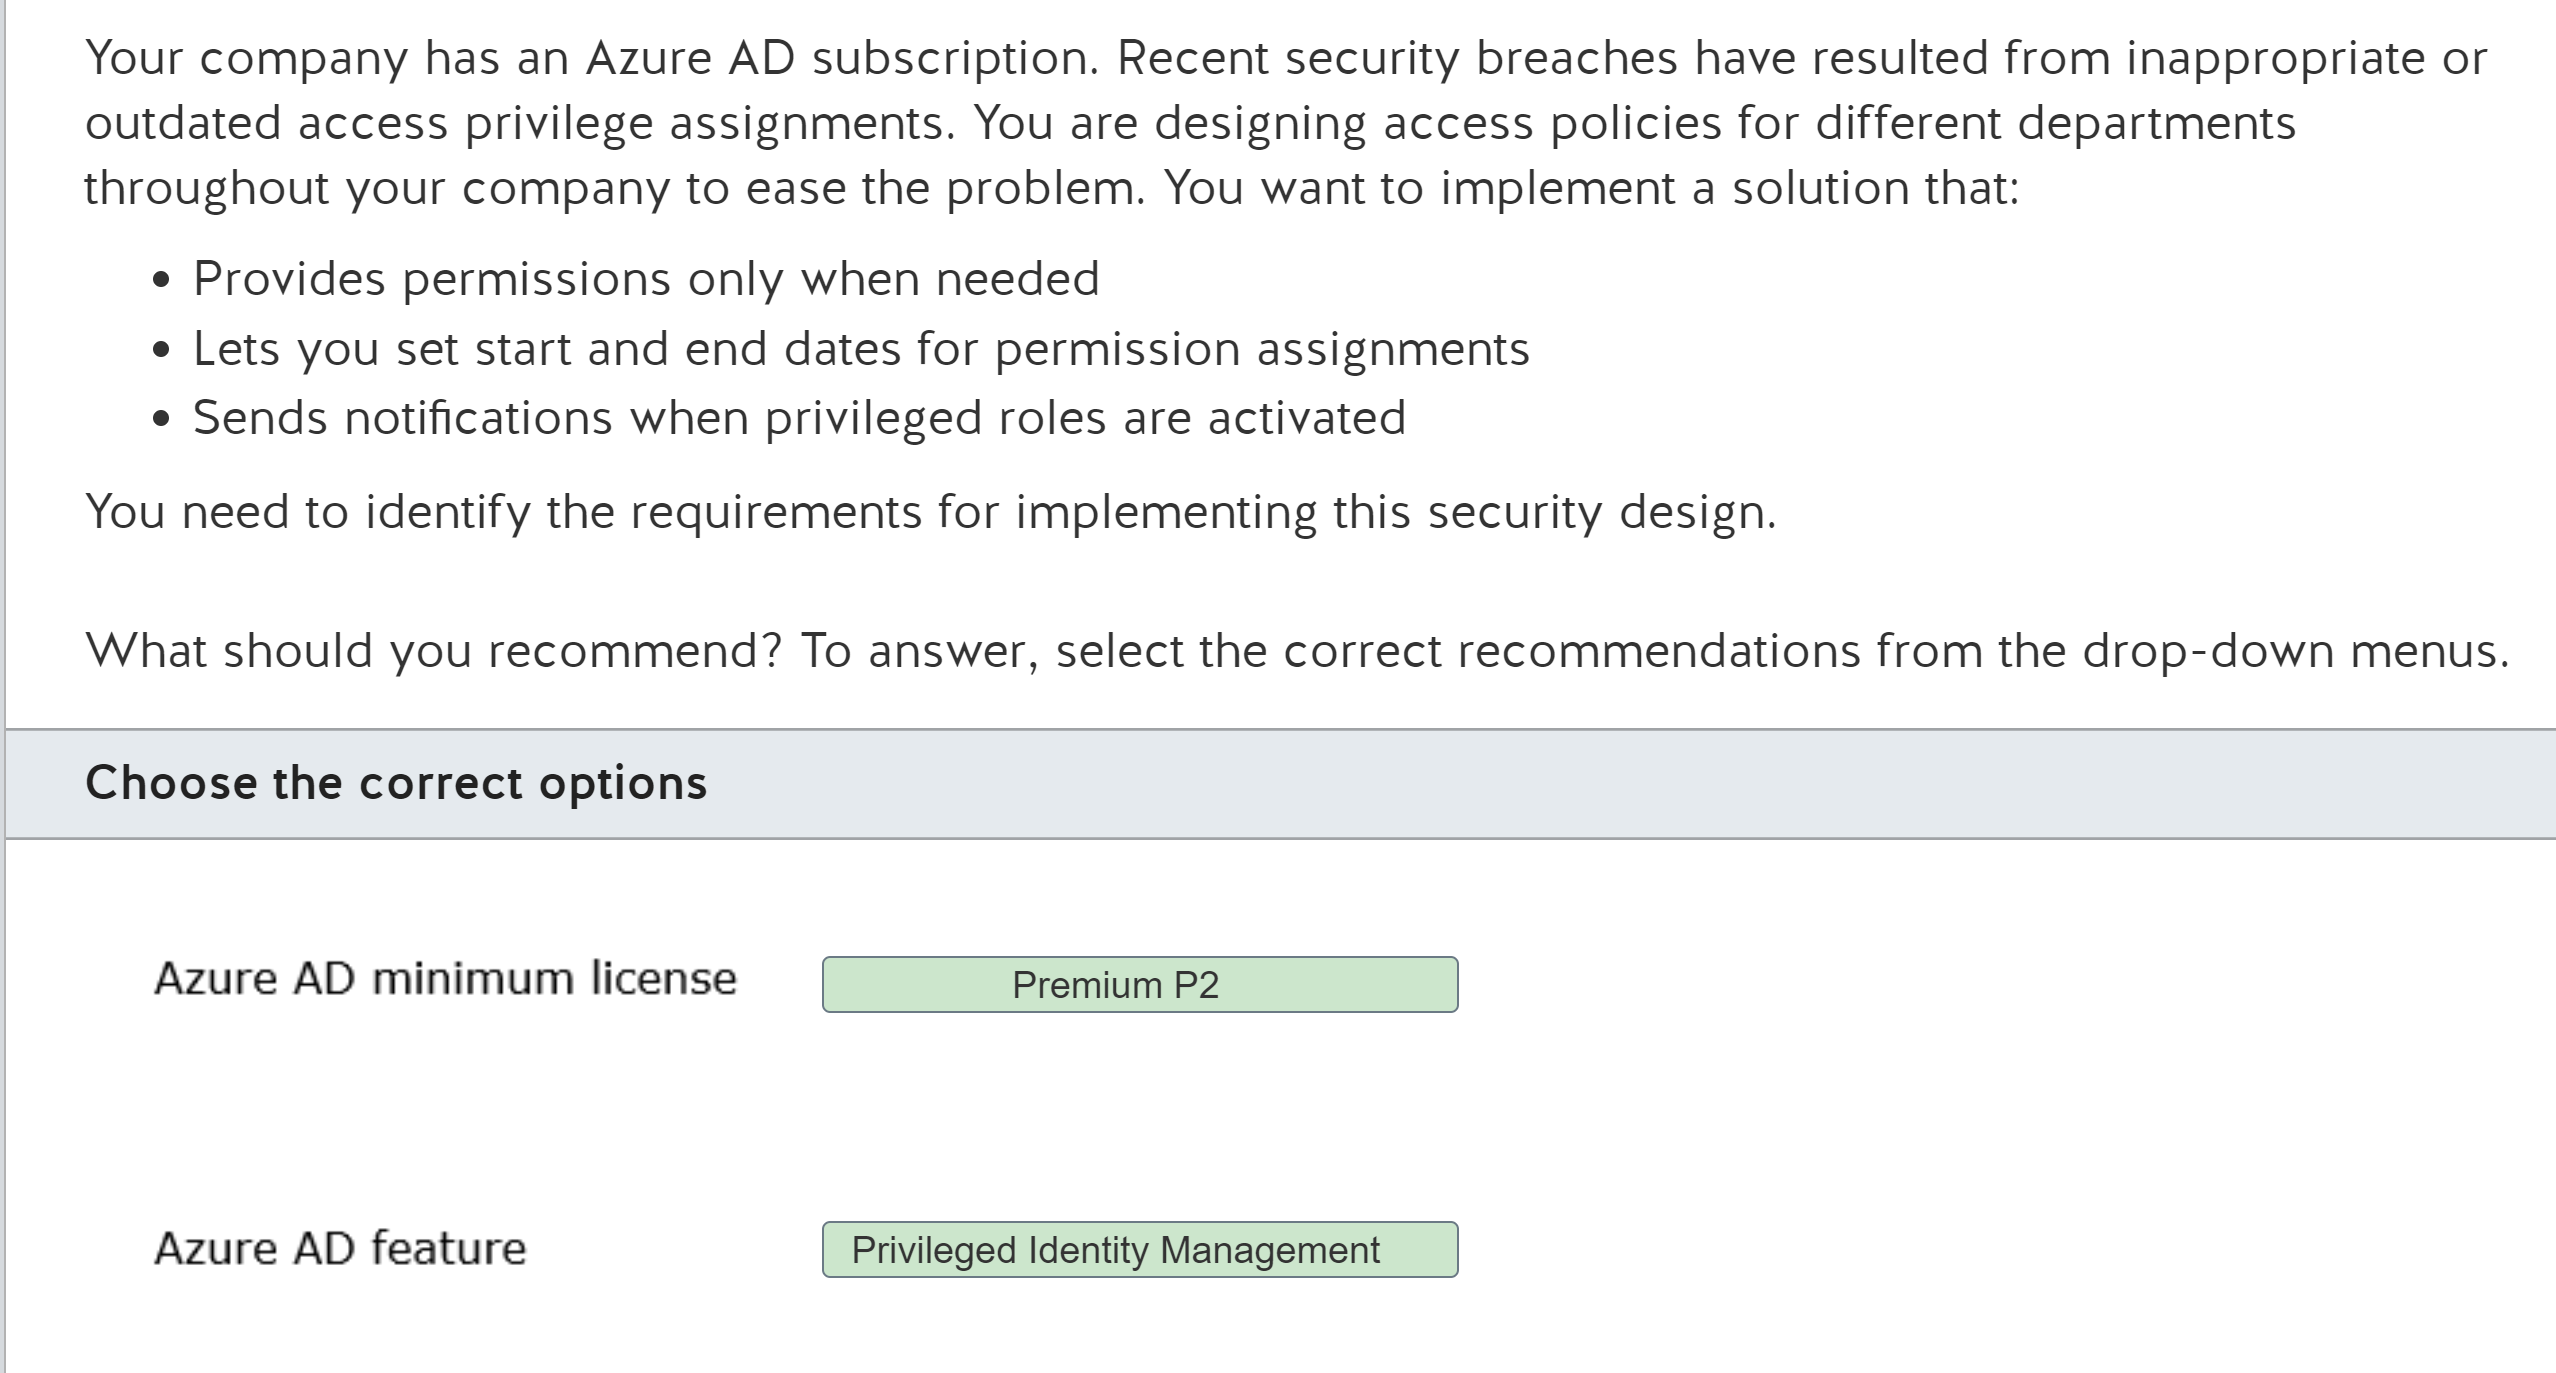 Your company has an Azure AD subscription. Recent security breaches have resulted from inappropriate or
outdated access privilege assignments. You are designing access policies for different departments
throughout your company to ease the problem. You want to implement a solution that:
• Provides permissions only when needed
• Lets you set start and end dates for permission assignments
• Sends notifications when privileged roles are activated
You need to identify the requirements for implementing this security design.
What should you recommend? To answer, select the correct recommendations from the drop-down menus.
Choose the correct options
Azure AD minimum license Premium P2
Azure AD feature Privileged Identity Management